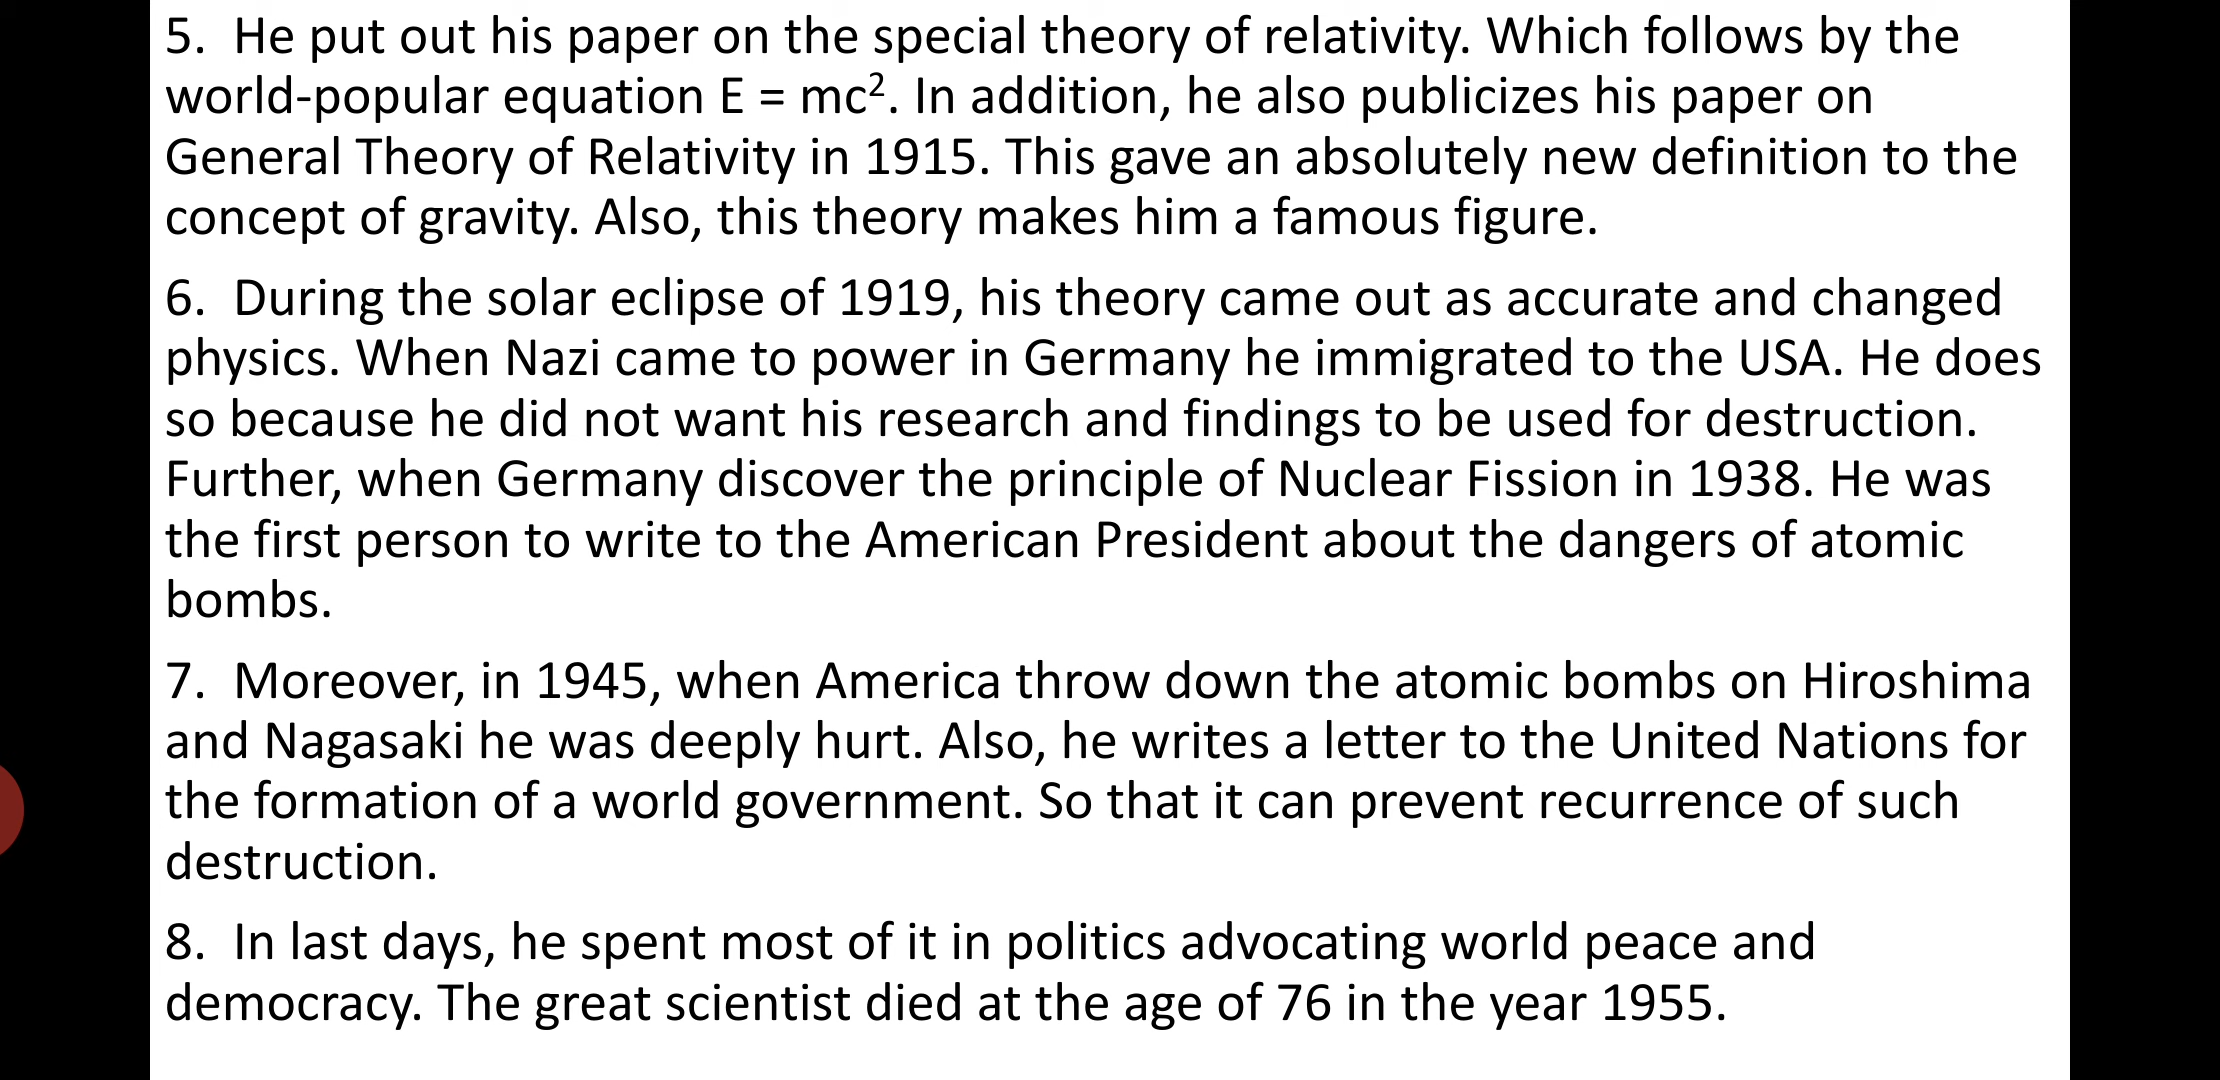 5.  He put out his paper on the special theory of relativity. Which follows by the
world-popular equation E = mc². In addition, he also publicizes his paper on
General Theory of Relativity in 1915. This gave an absolutely new definition to the
concept of gravity. Also, this theory makes him a famous figure.
6.  During the solar eclipse of 1919, his theory came out as accurate and changed
physics. When Nazi came to power in Germany he immigrated to the USA. He does
so because he did not want his research and findings to be used for destruction.
Further, when Germany discover the principle of Nuclear Fission in 1938. He was
the first person to write to the American President about the dangers of atomic
bombs.
7.  Moreover, in 1945, when America throw down the atomic bombs on Hiroshima
and Nagasaki he was deeply hurt. Also, he writes a letter to the United Nations for
the formation of a world government. So that it can prevent recurrence of such
destruction.
8.  In last days, he spent most of it in politics advocating world peace and
democracy. The great scientist died at the age of 76 in the year 1955.